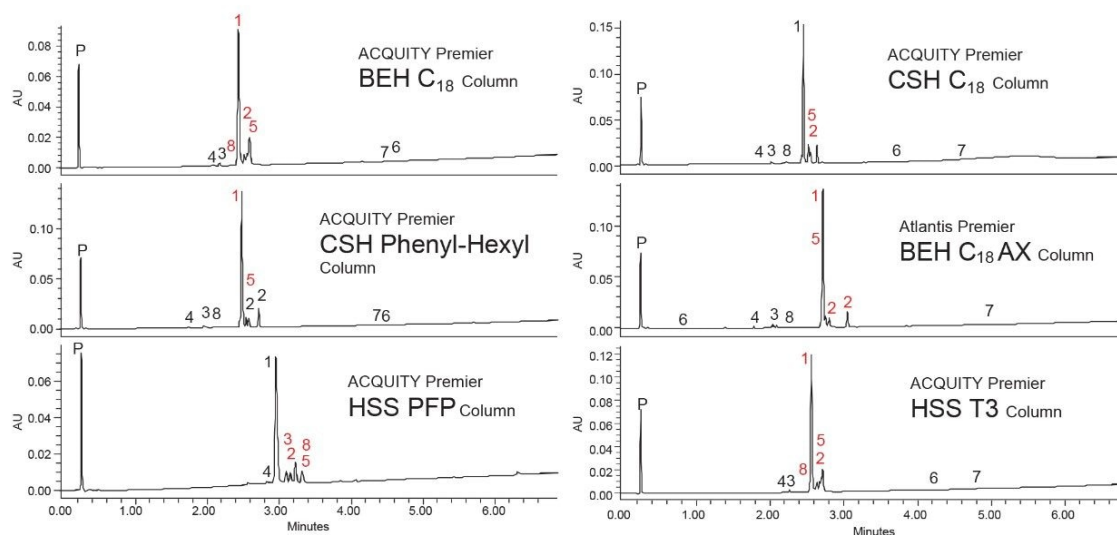 AU
0.08
0.06
0.04
0.02
0.00
P
4
3
8
1
2
5
7
6
ACQUITY Premier
BEH C₁₈ Column
AU
0.10
0.05
0.00
P
4
3
8
1
5
2
2
76
ACQUITY Premier
CSH Phenyl-Hexyl
Column
AU
0.06
0.04
0.02
0.00
P
4
1
3
2
8
5
ACQUITY Premier
HSS PFP Column
0.00 1.00 2.00 3.00 4.00 5.00 6.00
Minutes
AU
0.15
0.10
0.05
0.00
P
4
3
8
1
5
2
6
7
ACQUITY Premier
CSH C₁₈ Column
AU
0.10
0.05
0.00
P
6
4
3
8
1
5
2
2
7
Atlantis Premier
BEH C₁₈ AX Column
AU
0.12
0.10
0.08
0.06
0.04
0.02
0.00
P
43
8
1
5
2
6
7
ACQUITY Premier
HSS T3 Column
0.00 1.00 2.00 3.00 4.00 5.00 6.00
Minutes